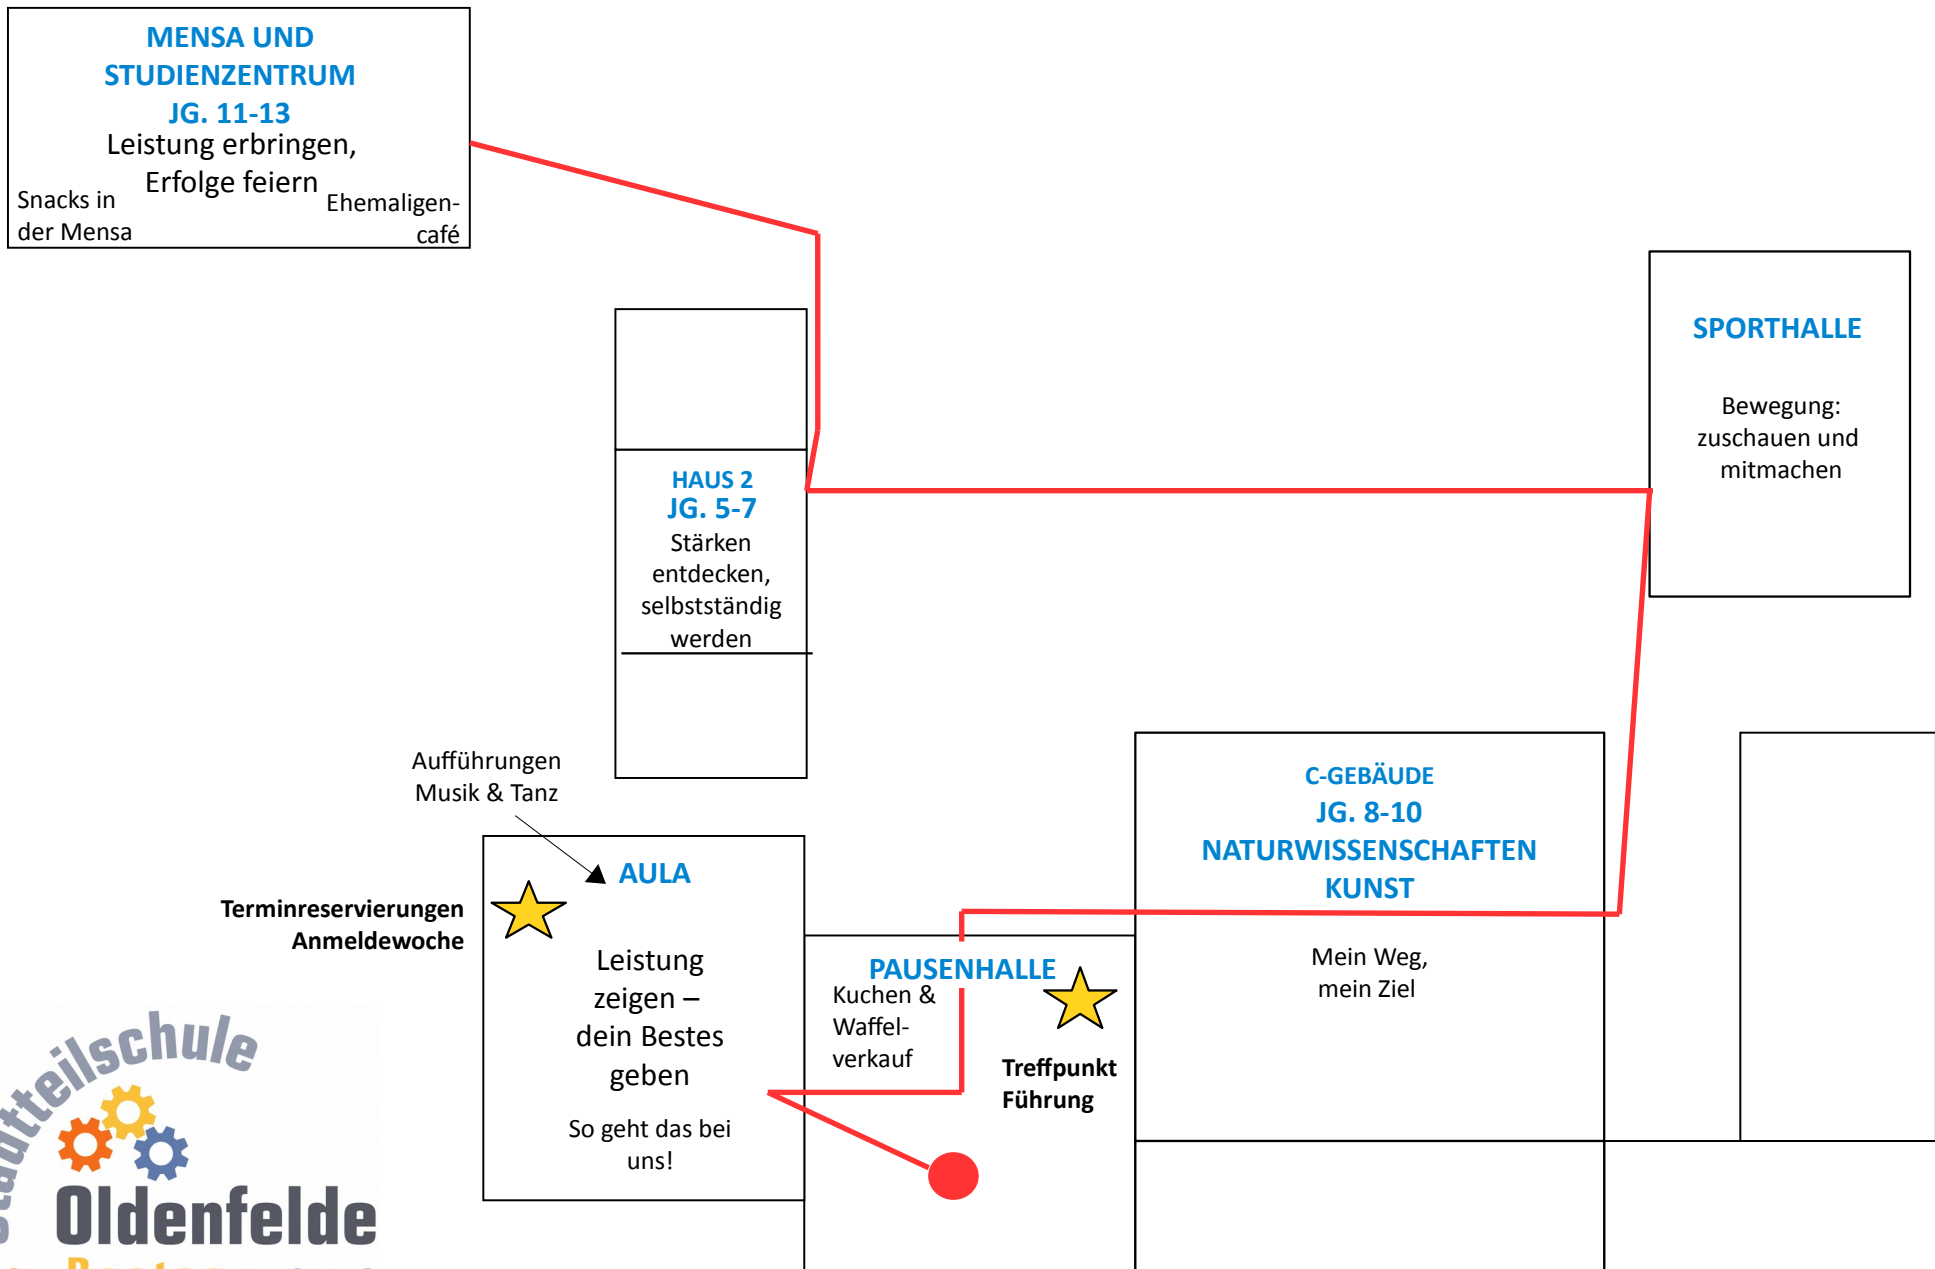 MENSA UND
STUDIENZENTRUM
JG. 11-13
Leistung erbringen,
Erfolge feiern
Snacks in
der Mensa
Ehemaligen-
café
SPORTHALLE
Bewegung:
zuschauen und
mitmachen
HAUS 2
JG. 5-7
Stärken
entdecken,
selbstständig
werden
Aufführungen
Musik & Tanz
AULA
Terminreservierungen
Anmeldewoche
Leistung
zeigen –
dein Bestes
geben
So geht das bei
uns!
PAUSENHALLE
Kuchen &
Waffel-
verkauf
Treffpunkt
Führung
C-GEBÄUDE
JG. 8-10
NATURWISSENSCHAFTEN
KUNST
Mein Weg,
mein Ziel
Stadtteilschule
Oldenfelde